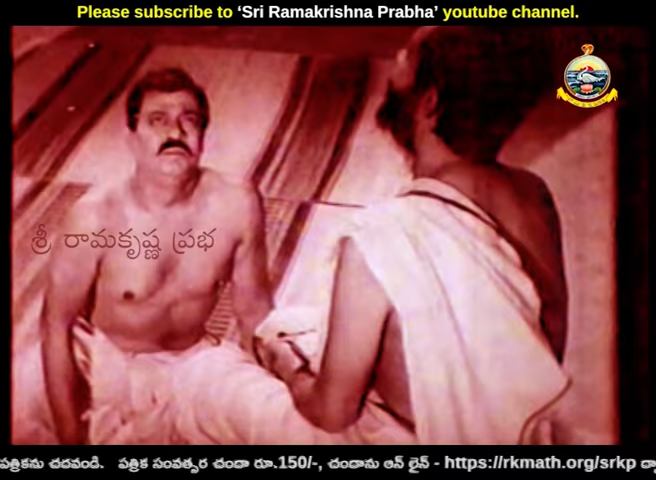 Please subscribe to ‘Sri Ramakrishna Prabha’ youtube channel.
శ్రీ రామకృష్ణ ప్రభ
పత్రికను చదవండి. పత్రిక సంవత్సర చందా రూ.150/-, చందాను ఆన్ లైన్ - https://rkmath.org/srkp ద్వా